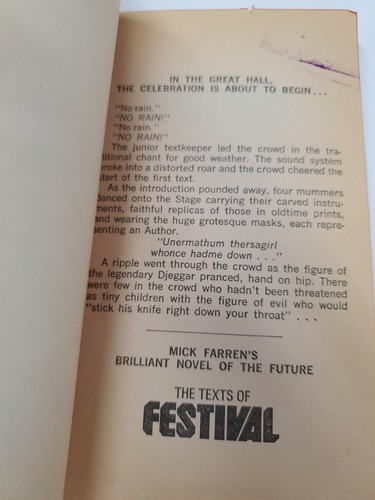 IN THE GREAT HALL,
THE CELEBRATION IS ABOUT TO BEGIN...
"No rain."
"NO RAIN!"
"No rain."
"NO RAIN!"
The junior textkeeper led the crowd in the tra-
ditional chant for good weather. The sound system
broke into a distorted roar and the crowd cheered the
start of the first text.
As the introduction pounded away, four mummers
danced onto the Stage carrying their carved instru-
ments, faithful replicas of those in oldtime prints,
and wearing the huge grotesque masks, each repre-
senting an Author.
"Unermathum thersagirl
whonce hadme down . . ."
A ripple went through the crowd as the figure of
the legendary Djeggar pranced, hand on hip. There
were few in the crowd who hadn't been threatened
as tiny children with the figure of evil who would
"stick his knife right down your throat" . . .
MICK FARREN'S
BRILLIANT NOVEL OF THE FUTURE
THE TEXTS OF
FESTIVAL